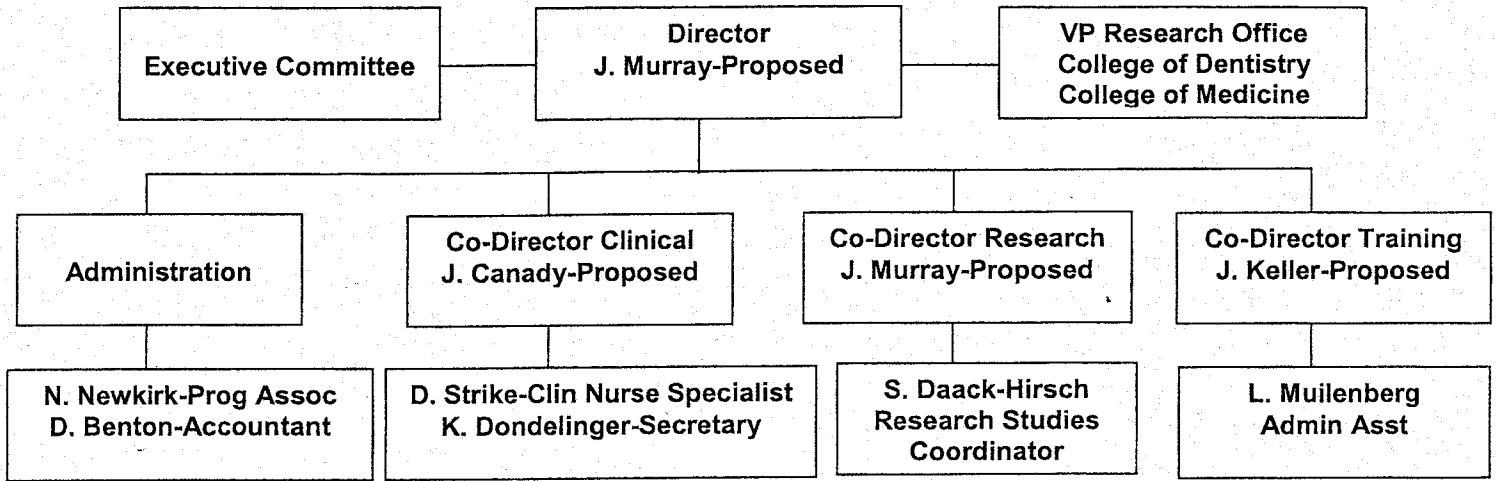 Executive Committee
Director
J. Murray-Proposed
VP Research Office
College of Dentistry
College of Medicine
Administration
Co-Director Clinical
J. Canady-Proposed
Co-Director Research
J. Murray-Proposed
Co-Director Training
J. Keller-Proposed
N. Newkirk-Prog Assoc
D. Benton-Accountant
D. Strike-Clin Nurse Specialist
K. Dondelinger-Secretary
S. Daack-Hirsch
Research Studies
Coordinator
L. Muilenberg
Admin Asst